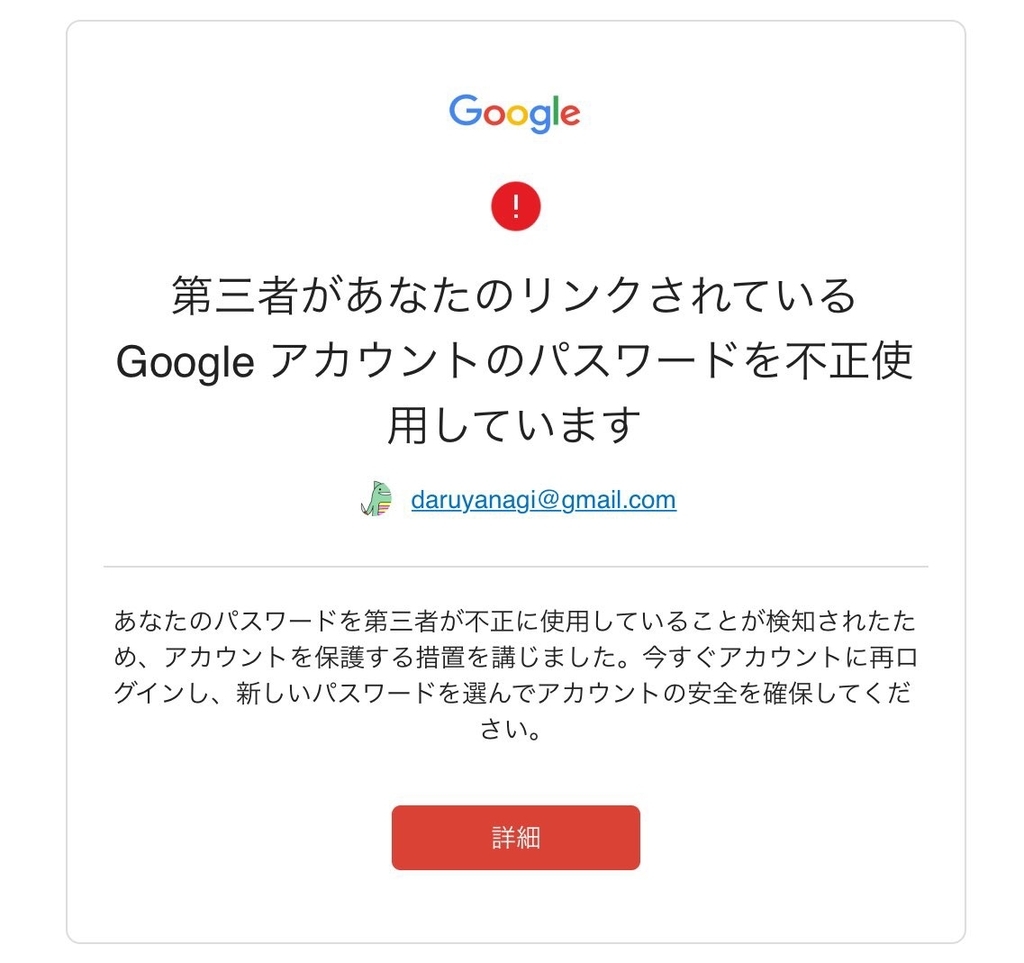 Google
!
第三者があなたのリンクされている
Google アカウントのパスワードを不正使
用しています
daruyanagi@gmail.com
あなたのパスワードを第三者が不正に使用していることが検知されたた
め、アカウントを保護する措置を講じました。今すぐアカウントに再ロ
グインし、新しいパスワードを選んでアカウントの安全を確保してくだ
さい。
詳細